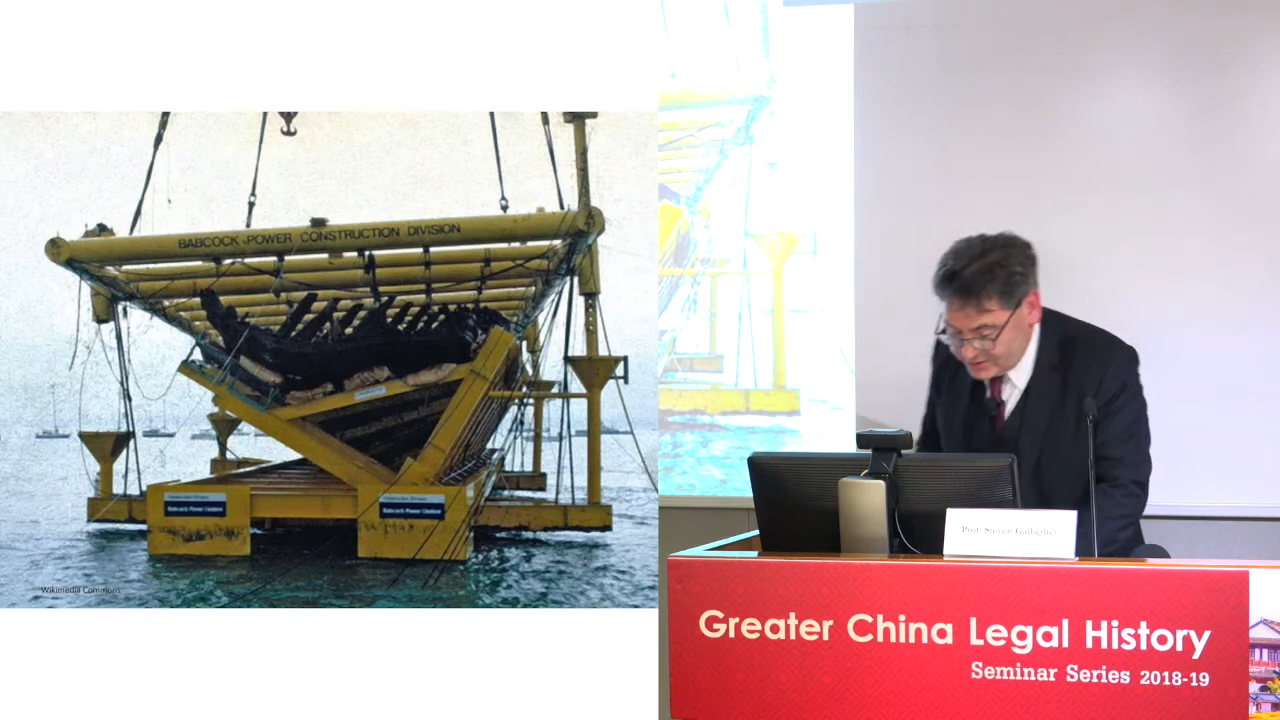 BABCOCK POWER CONSTRUCTION DIVISION
Babcock Power Limited
Babcock Power Limited
Wikimedia Commons
Prof. Steven Gallagher
Greater China Legal History
Seminar Series 2018-19